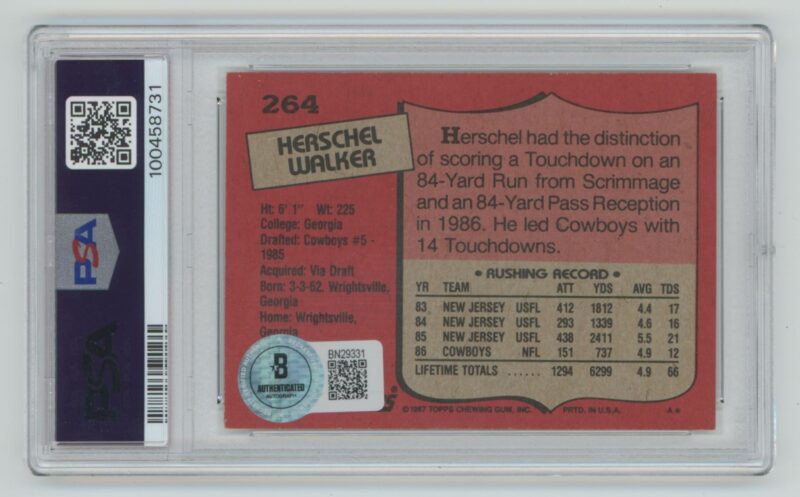 100458731
PSA
PSA
264
HERSCHEL
WALKER
Ht: 6' 1" Wt: 225
College: Georgia
Drafted: Cowboys #5 -
1985
Acquired: Via Draft
Born: 3-3-62, Wrightsville,
Georgia
Home: Wrightsville,
Georgia
Herschel had the distinction
of scoring a Touchdown on an
84-Yard Run from Scrimmage
and an 84-Yard Pass Reception
in 1986. He led Cowboys with
14 Touchdowns.
• RUSHING RECORD •
YR TEAM ATT YDS AVG TDS
83 NEW JERSEY USFL 412 1812 4.4 17
84 NEW JERSEY USFL 293 1339 4.6 16
85 NEW JERSEY USFL 438 2411 5.5 21
86 COWBOYS NFL 151 737 4.9 12
LIFETIME TOTALS ...... 1294 6299 4.9 66
B
AUTHENTICATED
AUTOGRAPH
BN29331
© 1987 TOPPS CHEWING GUM, INC. PRTD. IN U.S.A.